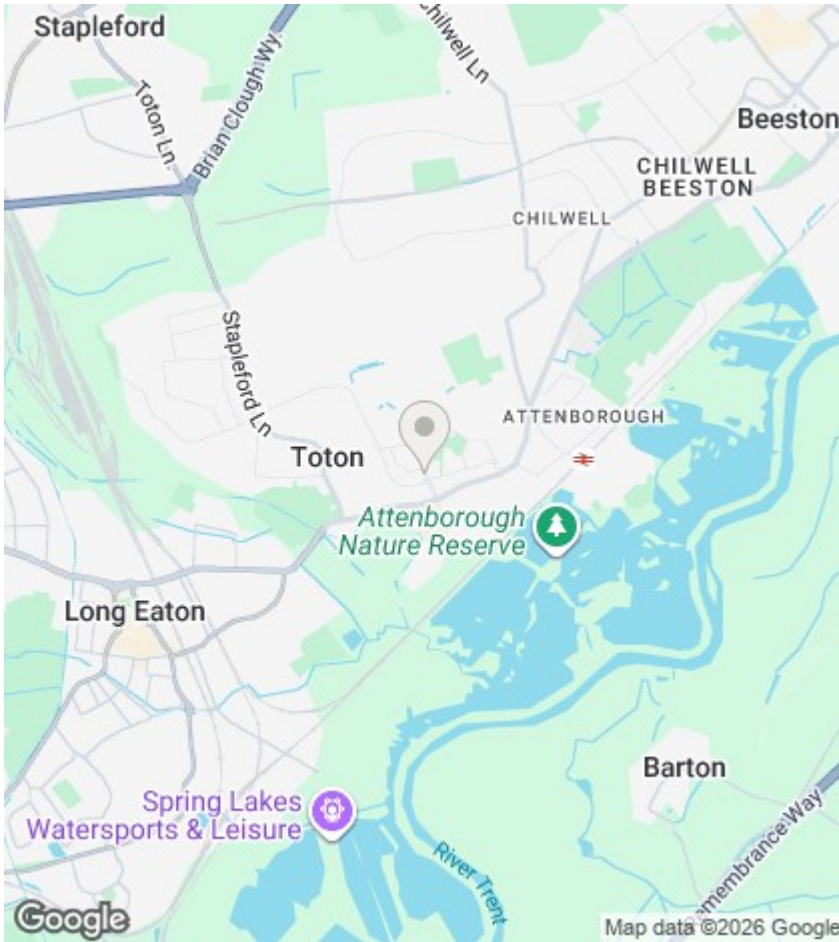 Stapleford
Chilwell Ln
Toton Ln.
Brian Clough Wy.
Beeston
CHILWELL
BEESTON
CHILWELL
Stapleford Ln
ATTENBOROUGH
Toton
Attenborough
Nature Reserve
Long Eaton
Barton
Spring Lakes
Watersports & Leisure
River Trent
Remembrance Way
Google
Map data ©2026 Google